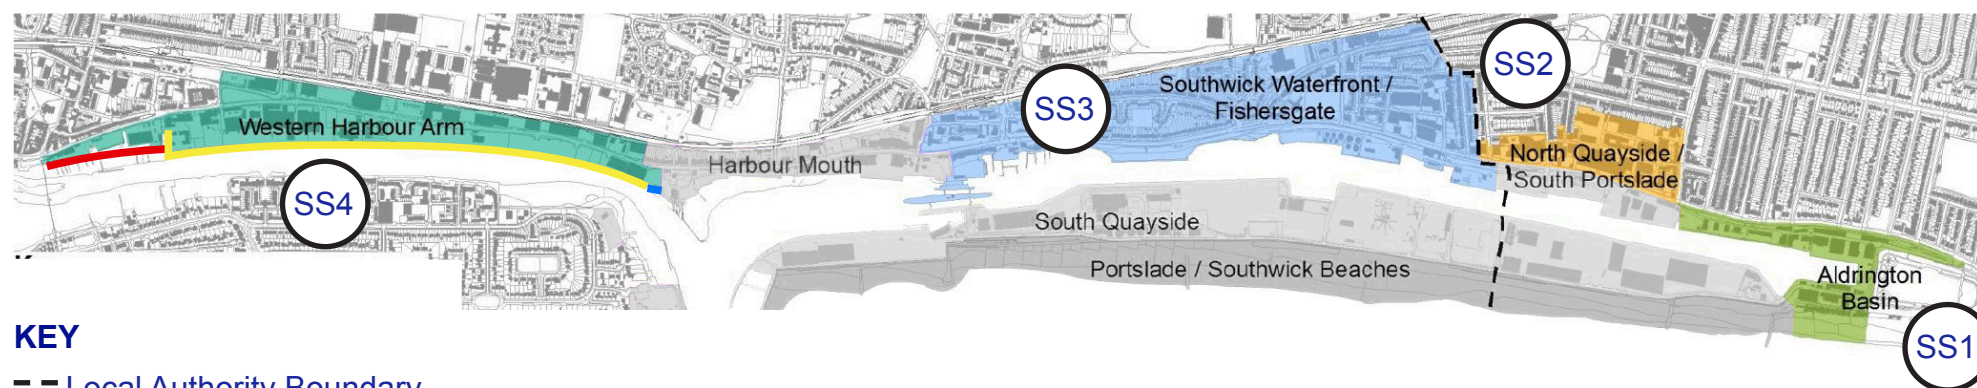 SS2
SS3
Southwick Waterfront /
Fishersgate
Western Harbour Arm
Harbour Mouth
North Quayside /
South Portslade
SS4
South Quayside
Portslade / Southwick Beaches
Aldrington
Basin
SS1
KEY
Local Authority Boundary